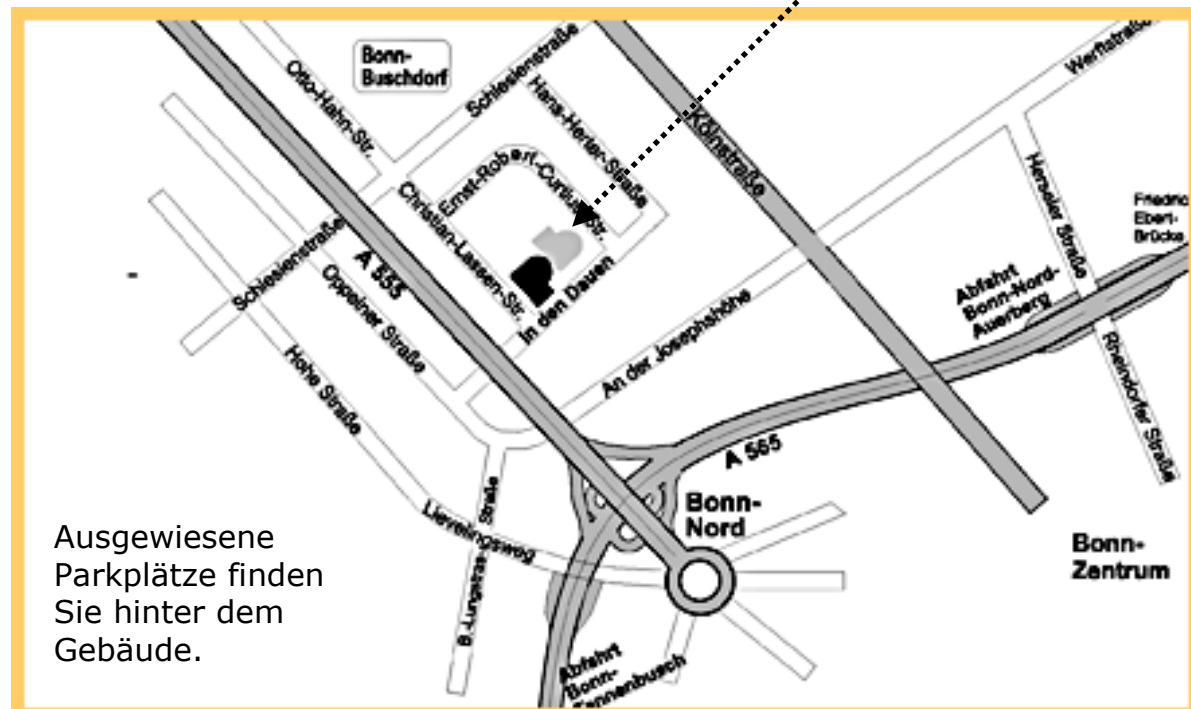 Bonn-
Buschdorf
Otto-Hahn-Str.
Schlesienstraße
Hans-Herter-Straße
Kölnstraße
Werftstraße
Ernst-Robert-Curtius-Str.
Christian-Lassen-Str.
In den Dauen
Herseler Straße
Ebert-
Brücke
Schlesienstraße
A 555
Oppelner Straße
An der Josephshöhe
Abfahrt
Bonn-Nord-
Auerberg
Hohe Straße
Rheindorfer Straße
A 565
Bonn-
Nord
Lievelingsweg
Straße
Bonn-
Zentrum
Ausgewiesene
Parkplätze finden
Sie hinter dem
Gebäude.
Abfahrt
Bonn-
Tannenbusch